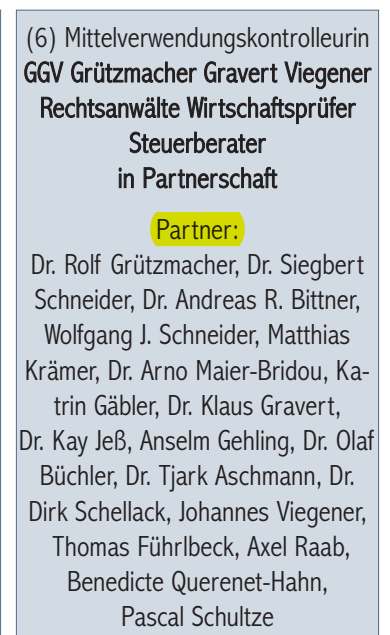 (6) Mittelverwendungskontrolleurin
GGV Grützmacher Gravert Viegener
Rechtsanwälte Wirtschaftsprüfer
Steuerberater
in Partnerschaft
Partner:
Dr. Rolf Grützmacher, Dr. Siegbert
Schneider, Dr. Andreas R. Bittner,
Wolfgang J. Schneider, Matthias
Krämer, Dr. Arno Maier-Bridou, Ka-
trin Gäbler, Dr. Klaus Gravert,
Dr. Kay Jeß, Anselm Gehling, Dr. Olaf
Büchler, Dr. Tjark Aschmann, Dr.
Dirk Schellack, Johannes Viegener,
Thomas Führlbeck, Axel Raab,
Benedicte Querenet-Hahn,
Pascal Schultze